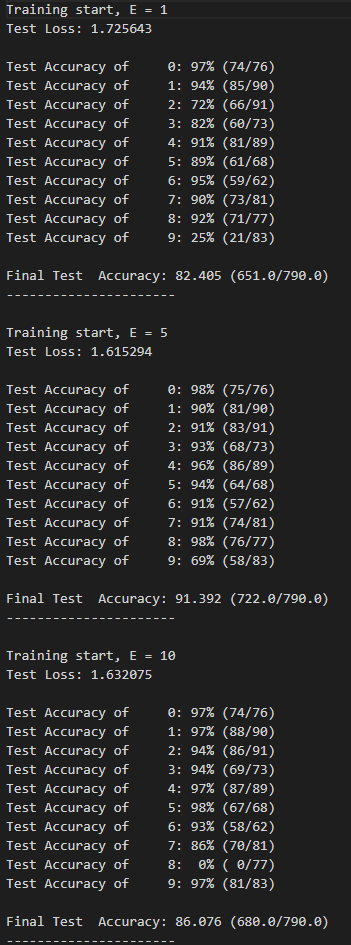 Training start, E = 1
Test Loss: 1.725643
Test Accuracy of     0: 97% (74/76)
Test Accuracy of     1: 94% (85/90)
Test Accuracy of     2: 72% (66/91)
Test Accuracy of     3: 82% (60/73)
Test Accuracy of     4: 91% (81/89)
Test Accuracy of     5: 89% (61/68)
Test Accuracy of     6: 95% (59/62)
Test Accuracy of     7: 90% (73/81)
Test Accuracy of     8: 92% (71/77)
Test Accuracy of     9: 25% (21/83)
Final Test  Accuracy: 82.405 (651.0/790.0)
----------------------
Training start, E = 5
Test Loss: 1.615294
Test Accuracy of     0: 98% (75/76)
Test Accuracy of     1: 90% (81/90)
Test Accuracy of     2: 91% (83/91)
Test Accuracy of     3: 93% (68/73)
Test Accuracy of     4: 96% (86/89)
Test Accuracy of     5: 94% (64/68)
Test Accuracy of     6: 91% (57/62)
Test Accuracy of     7: 91% (74/81)
Test Accuracy of     8: 98% (76/77)
Test Accuracy of     9: 69% (58/83)
Final Test  Accuracy: 91.392 (722.0/790.0)
----------------------
Training start, E = 10
Test Loss: 1.632075
Test Accuracy of     0: 97% (74/76)
Test Accuracy of     1: 97% (88/90)
Test Accuracy of     2: 94% (86/91)
Test Accuracy of     3: 94% (69/73)
Test Accuracy of     4: 97% (87/89)
Test Accuracy of     5: 98% (67/68)
Test Accuracy of     6: 93% (58/62)
Test Accuracy of     7: 86% (70/81)
Test Accuracy of     8:  0% ( 0/77)
Test Accuracy of     9: 97% (81/83)
Final Test  Accuracy: 86.076 (680.0/790.0)
----------------------